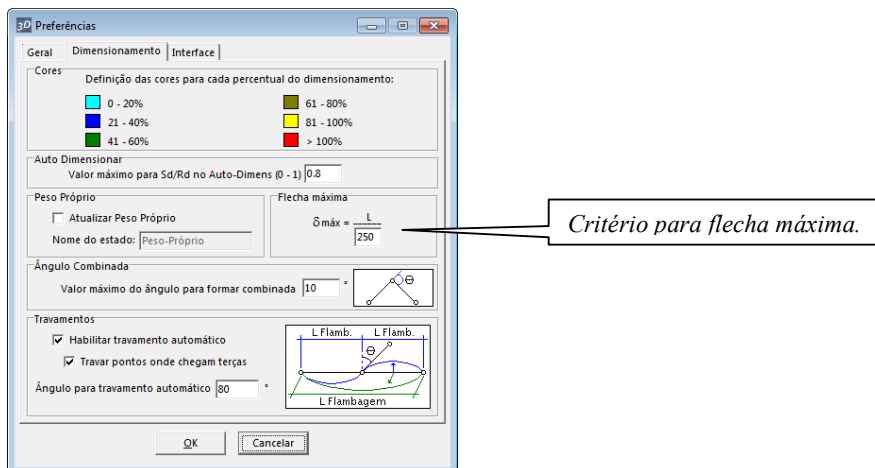 3D Preferências
Geral Dimensionamento Interface
Cores
Definição das cores para cada percentual do dimensionamento:
0 - 20% 61 - 80%
21 - 40% 81 - 100%
41 - 60% > 100%
Auto Dimensionar
Valor máximo para Sd/Rd no Auto-Dimens (0 - 1) 0.8
Peso Próprio
Atualizar Peso Próprio
Nome do estado: Peso-Próprio
Flecha máxima
δ máx = L
250
Critério para flecha máxima.
Ângulo Combinada
Valor máximo do ângulo para formar combinada 10 °
Θ
Travamentos
Habilitar travamento automático
Travar pontos onde chegam terças
Ângulo para travamento automático 80 °
L Flamb. L Flamb.
Θ
L Flambagem
OK Cancelar